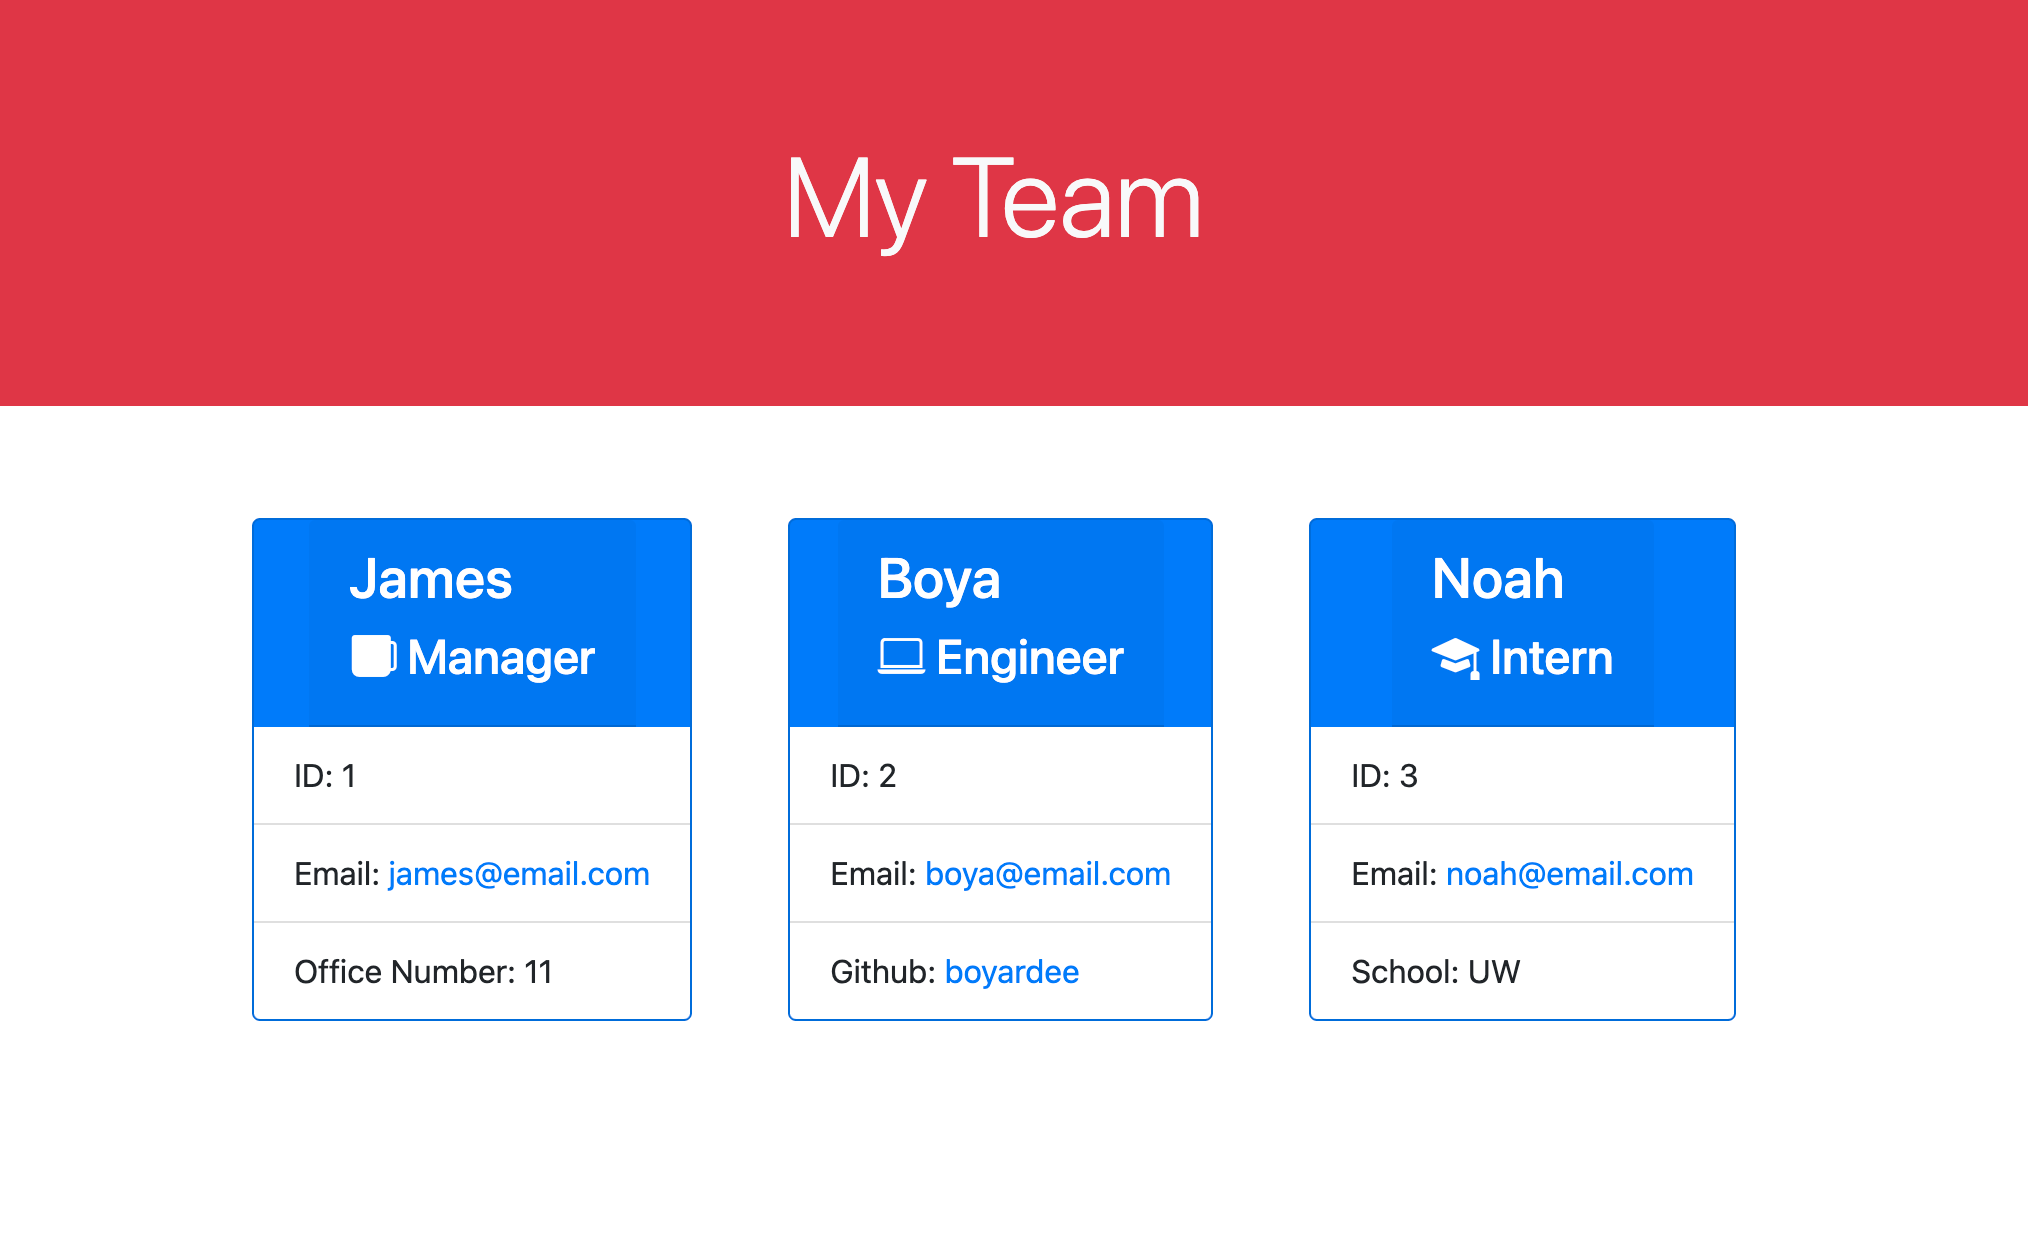 My Team
James
Manager
ID: 1
Email: james@email.com
Office Number: 11
Boya
Engineer
ID: 2
Email: boya@email.com
Github: boyardee
Noah
Intern
ID: 3
Email: noah@email.com
School: UW